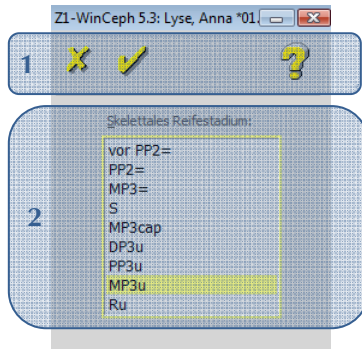 Z1-WinCeph 5.3: Lyse, Anna *01.
1
?
Skelettales Reifestadium:
vor PP2=
PP2=
MP3=
S
MP3cap
DP3u
PP3u
MP3u
Ru
2